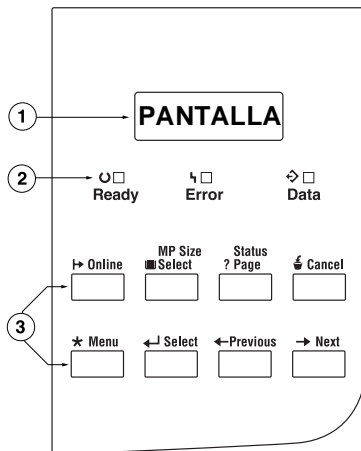 1
PANTALLA
2
Ready Error Data
MP Size Status
Online Select ? Page Cancel
3
* Menu Select Previous Next